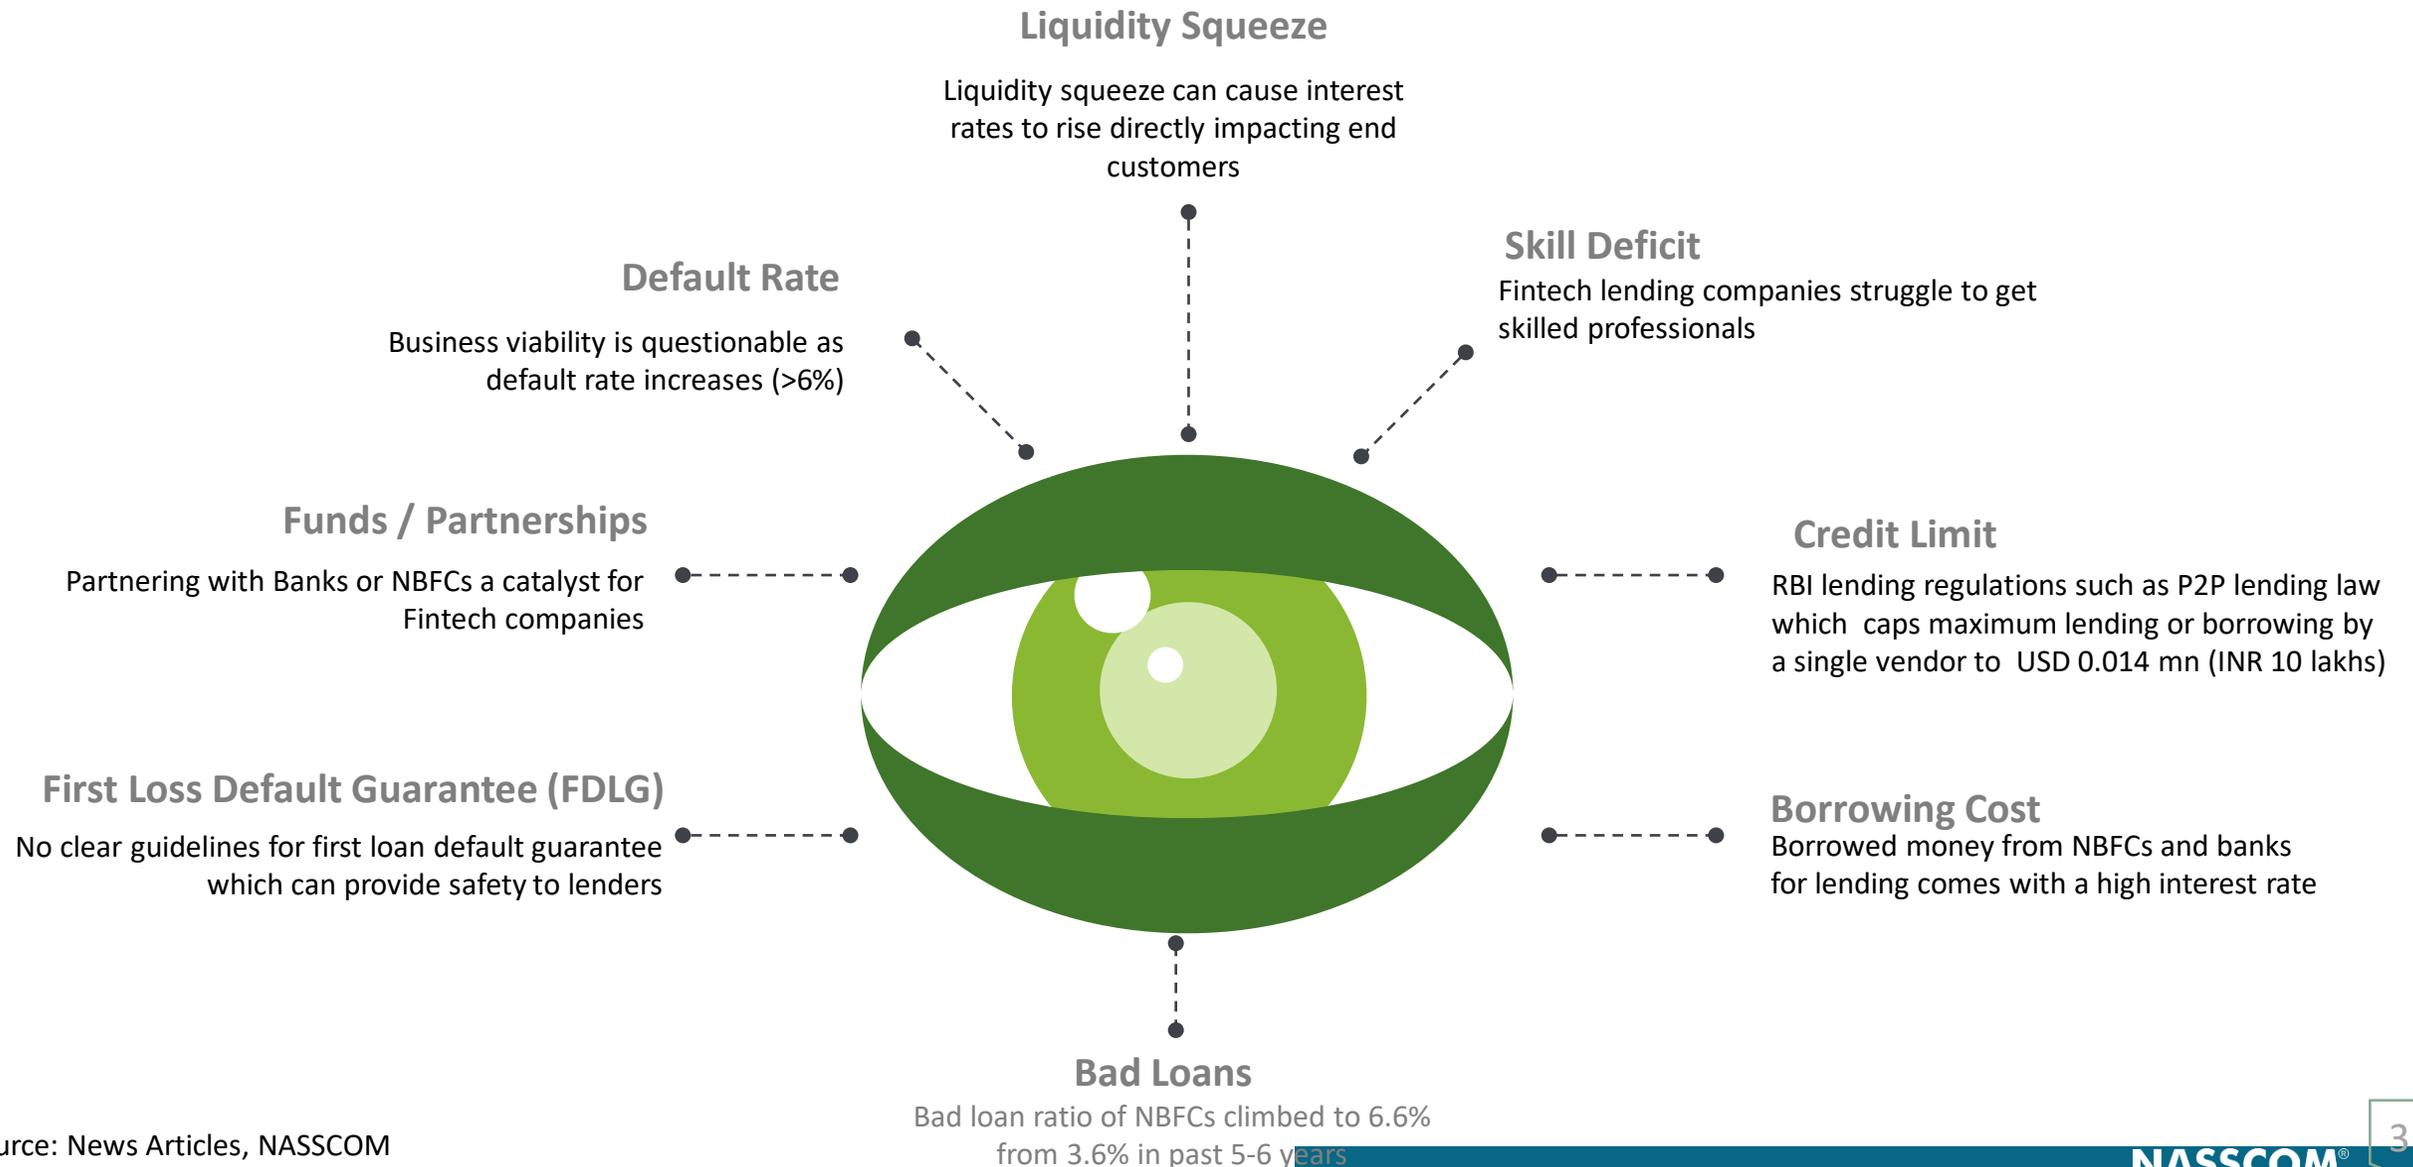 Liquidity Squeeze
Liquidity squeeze can cause interest
rates to rise directly impacting end
customers
Default Rate
Business viability is questionable as
default rate increases (>6%)
Skill Deficit
Fintech lending companies struggle to get
skilled professionals
Funds / Partnerships
Partnering with Banks or NBFCs a catalyst for
Fintech companies
Credit Limit
RBI lending regulations such as P2P lending law
which caps maximum lending or borrowing by
a single vendor to USD 0.014 mn (INR 10 lakhs)
First Loss Default Guarantee (FDLG)
No clear guidelines for first loan default guarantee
which can provide safety to lenders
Borrowing Cost
Borrowed money from NBFCs and banks
for lending comes with a high interest rate
Bad Loans
Bad loan ratio of NBFCs climbed to 6.6%
from 3.6% in past 5-6 years
urce: News Articles, NASSCOM
NASSCOM®
3